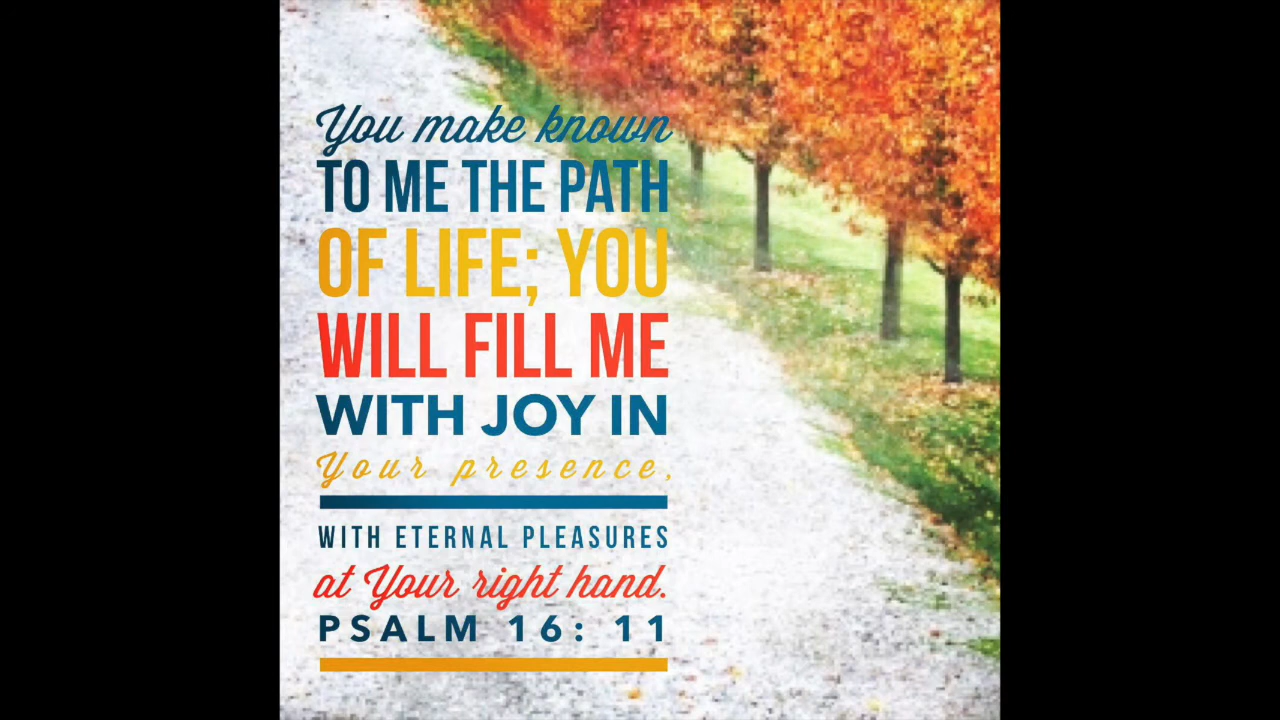 You make known
TO ME THE PATH
OF LIFE; YOU
WILL FILL ME
WITH JOY IN
Your presence,
WITH ETERNAL PLEASURES
at Your right hand.
PSALM 16: 11